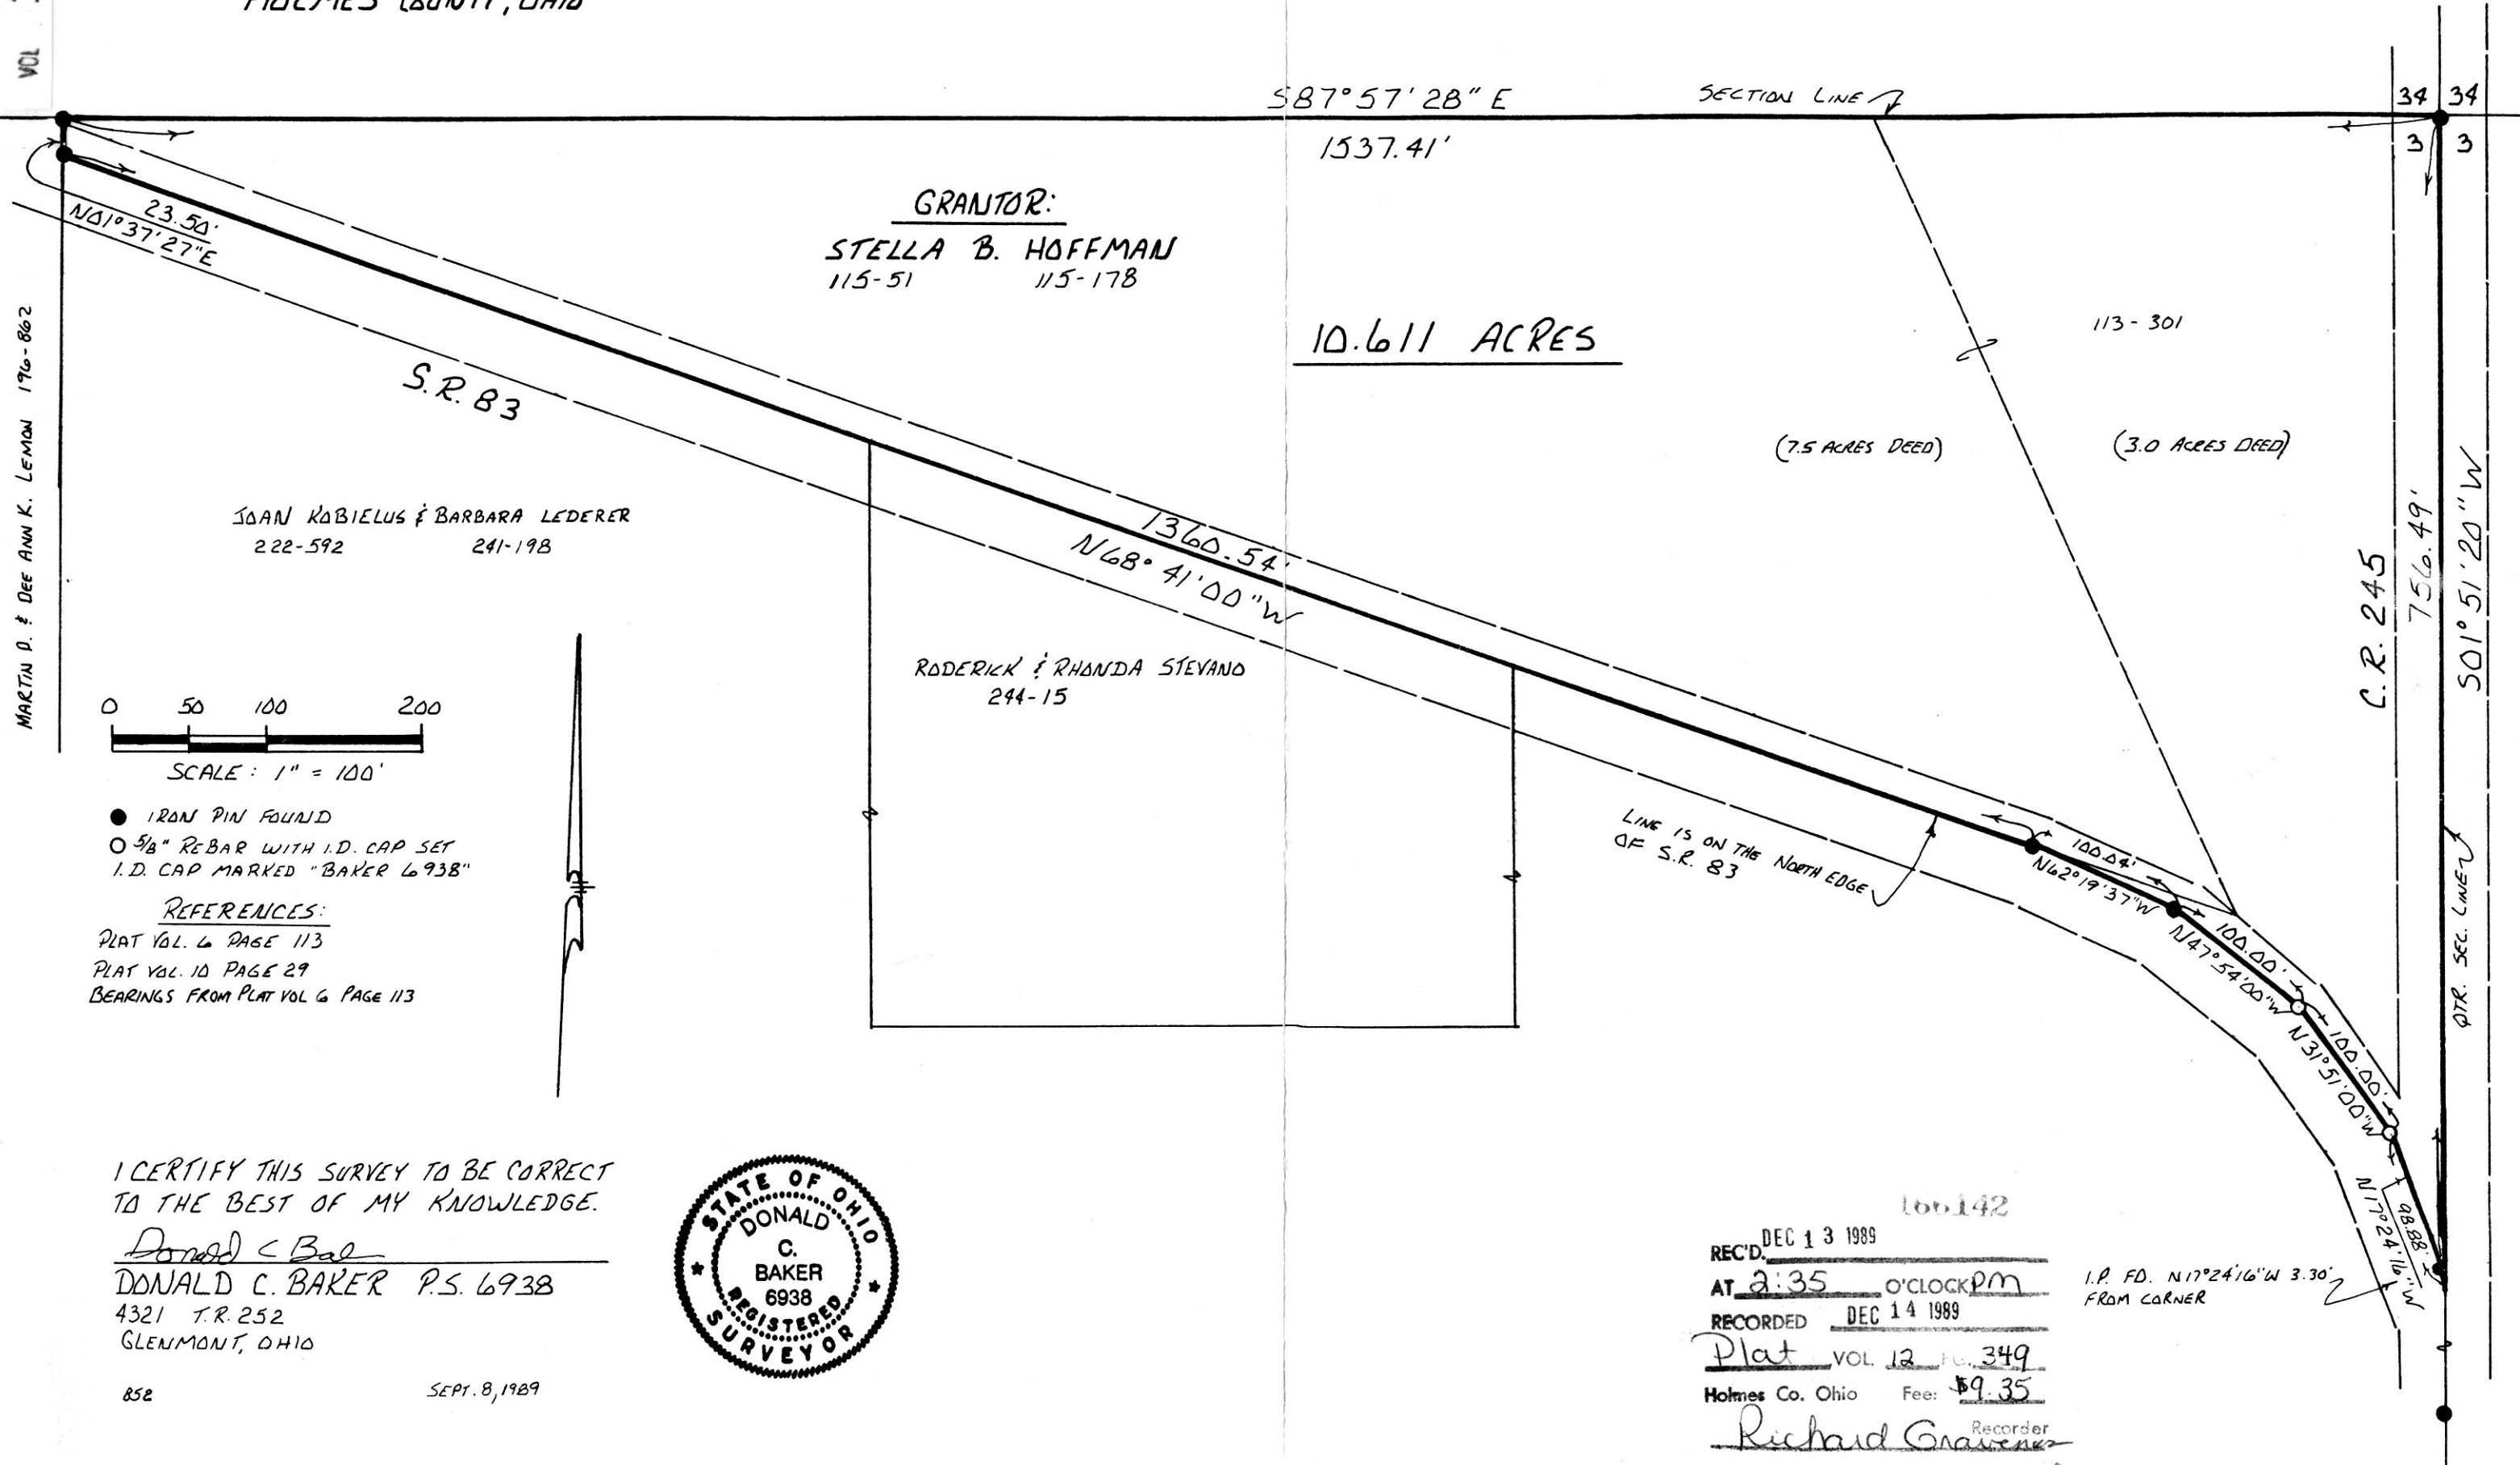 HOLMES COUNTY, OHIO
VOL
S87°57'28"E
1537.41'
SECTION LINE
34 34
3 3
23.50'
N01°37'27"E
GRANTOR:
STELLA B. HOFFMAN
115-51 115-178
10.611 ACRES
113-301
(7.5 ACRES DEED)
(3.0 ACRES DEED)
S.R. 83
MARTIN D. & DEE ANN K. LEMON 196-862
JOAN KOBIELUS & BARBARA LEDERER
222-592 241-198
1360.54'
N68°41'00"W
RODERICK & RHONDA STEVANO
244-15
C.R. 245
756.49'
S01°51'20"W
QTR. SEC. LINE
0 50 100 200
SCALE: 1" = 100'
IRON PIN FOUND
5/8" REBAR WITH I.D. CAP SET
I.D. CAP MARKED "BAKER 6938"
REFERENCES:
PLAT VOL. 6 PAGE 113
PLAT VOL. 10 PAGE 29
BEARINGS FROM PLAT VOL 6 PAGE 113
LINE IS ON THE NORTH EDGE
OF S.R. 83
100.04'
N62°19'37"W
100.00'
N47°54'00"W
100.00'
N31°51'00"W
98.88'
N17°24'16"W
I.P. FD. N17°24'16"W 3.30'
FROM CORNER
I CERTIFY THIS SURVEY TO BE CORRECT
TO THE BEST OF MY KNOWLEDGE.
Donald C Bak
DONALD C. BAKER P.S. 6938
4321 T.R. 252
GLENMONT, OHIO
858 SEPT. 8, 1989
STATE OF OHIO
DONALD
C.
BAKER
6938
REGISTERED
SURVEYOR
166142
REC'D. DEC 13 1989
AT 2:35 O'CLOCK PM
RECORDED DEC 14 1989
Plat VOL. 12 PG. 349
Holmes Co. Ohio Fee: $9.35
Richard Graven
Recorder